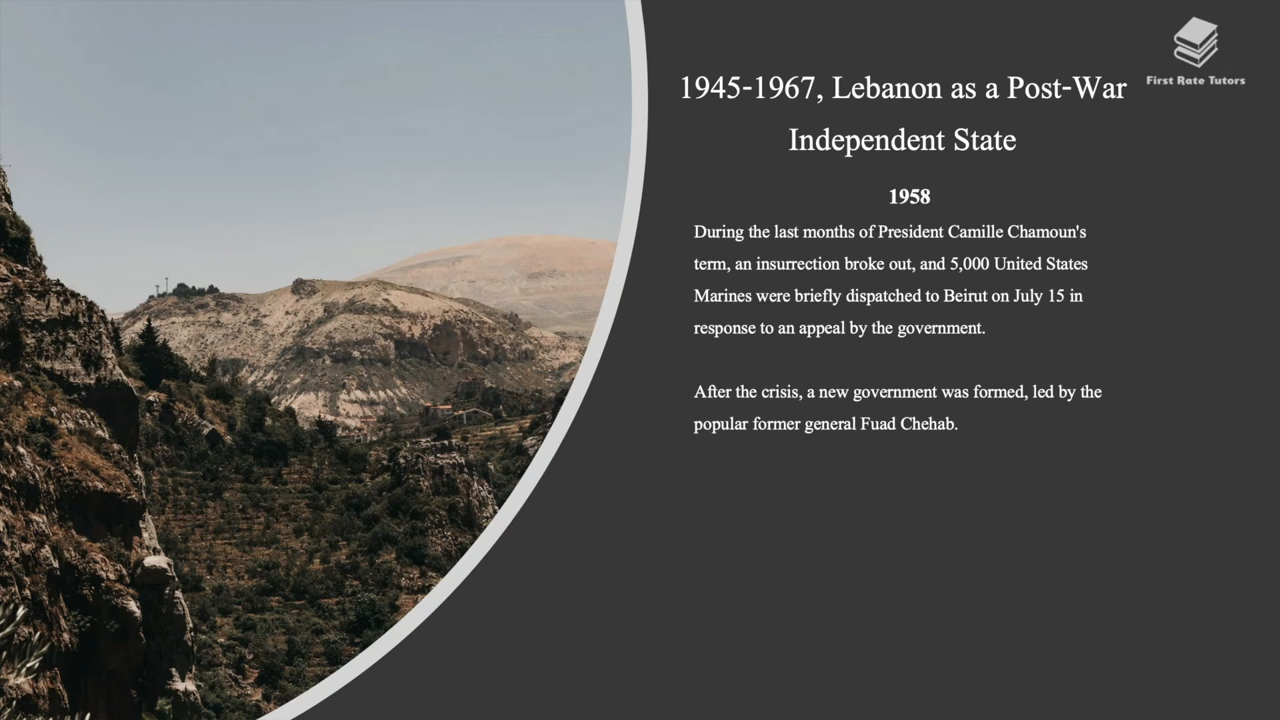 First Rate Tutors
1945-1967, Lebanon as a Post-War
Independent State
1958
During the last months of President Camille Chamoun's
term, an insurrection broke out, and 5,000 United States
Marines were briefly dispatched to Beirut on July 15 in
response to an appeal by the government.
After the crisis, a new government was formed, led by the
popular former general Fuad Chehab.